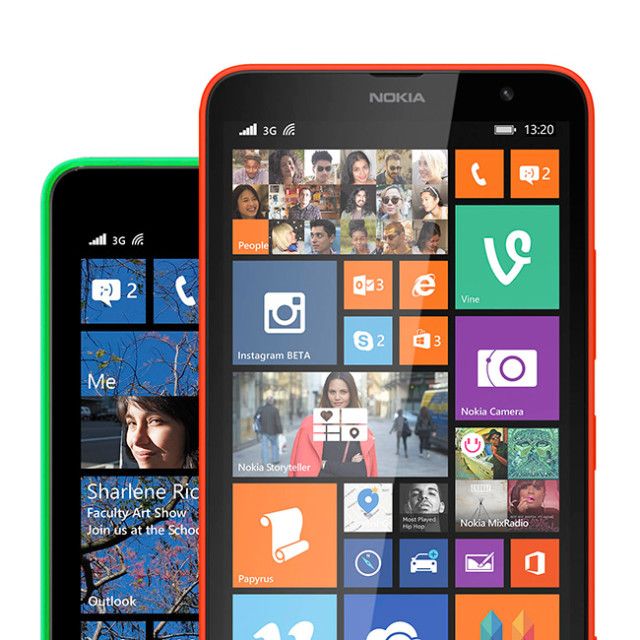 NOKIA
3G
13:20
2
People
Vine
3
Instagram BETA
2
3
Nokia Camera
Nokia Storyteller
Most Played
Hip Hop
Nokia MixRadio
Papyrus
3G
2
Me
Sharlene Ric
Faculty Art Show
Join us at the Schoo
Outlook